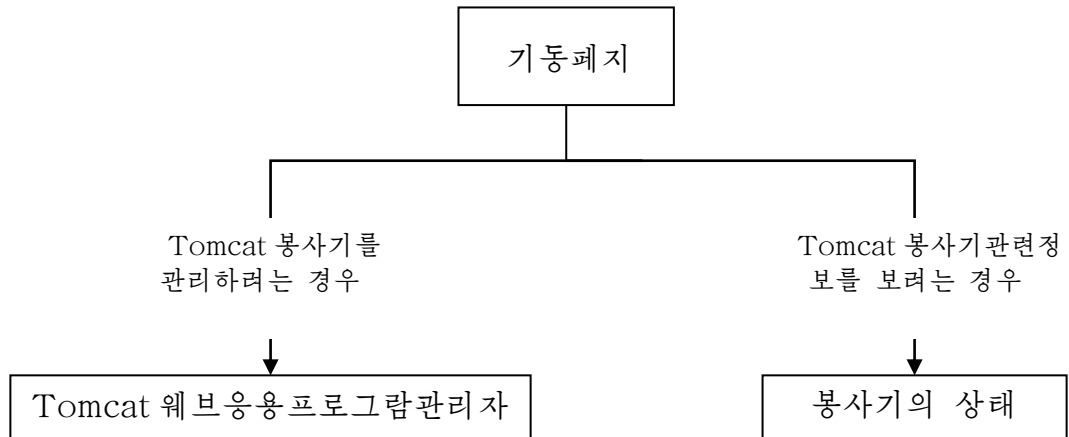 기동페지
Tomcat 봉사기를
관리하려는 경우
Tomcat 봉사기관련정
보를 보려는 경우
Tomcat 웨브응용프로그람관리자
봉사기의 상태